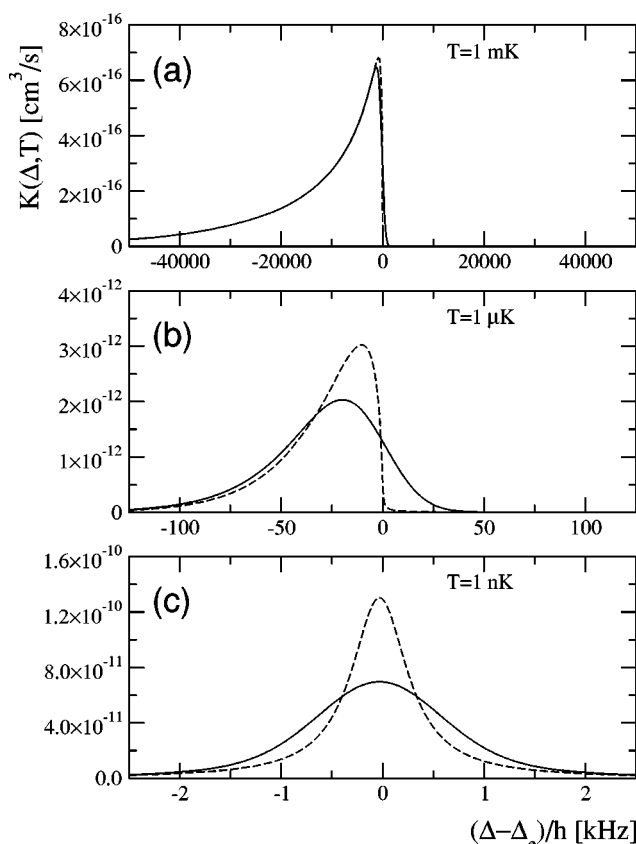 8×10⁻¹⁶
(a)
T=1 mK
6×10⁻¹⁶
4×10⁻¹⁶
2×10⁻¹⁶
0
K(Δ,T) [cm³/s]
-40000 -20000 0 20000 40000
4×10⁻¹²
(b)
T=1 μK
3×10⁻¹²
2×10⁻¹²
1×10⁻¹²
0
-100 -50 0 50 100
1.6×10⁻¹⁰
(c)
T=1 nK
1.2×10⁻¹⁰
8.0×10⁻¹¹
4.0×10⁻¹¹
0.0
-2 -1 0 1 2
(Δ−Δₑ)/h [kHz]